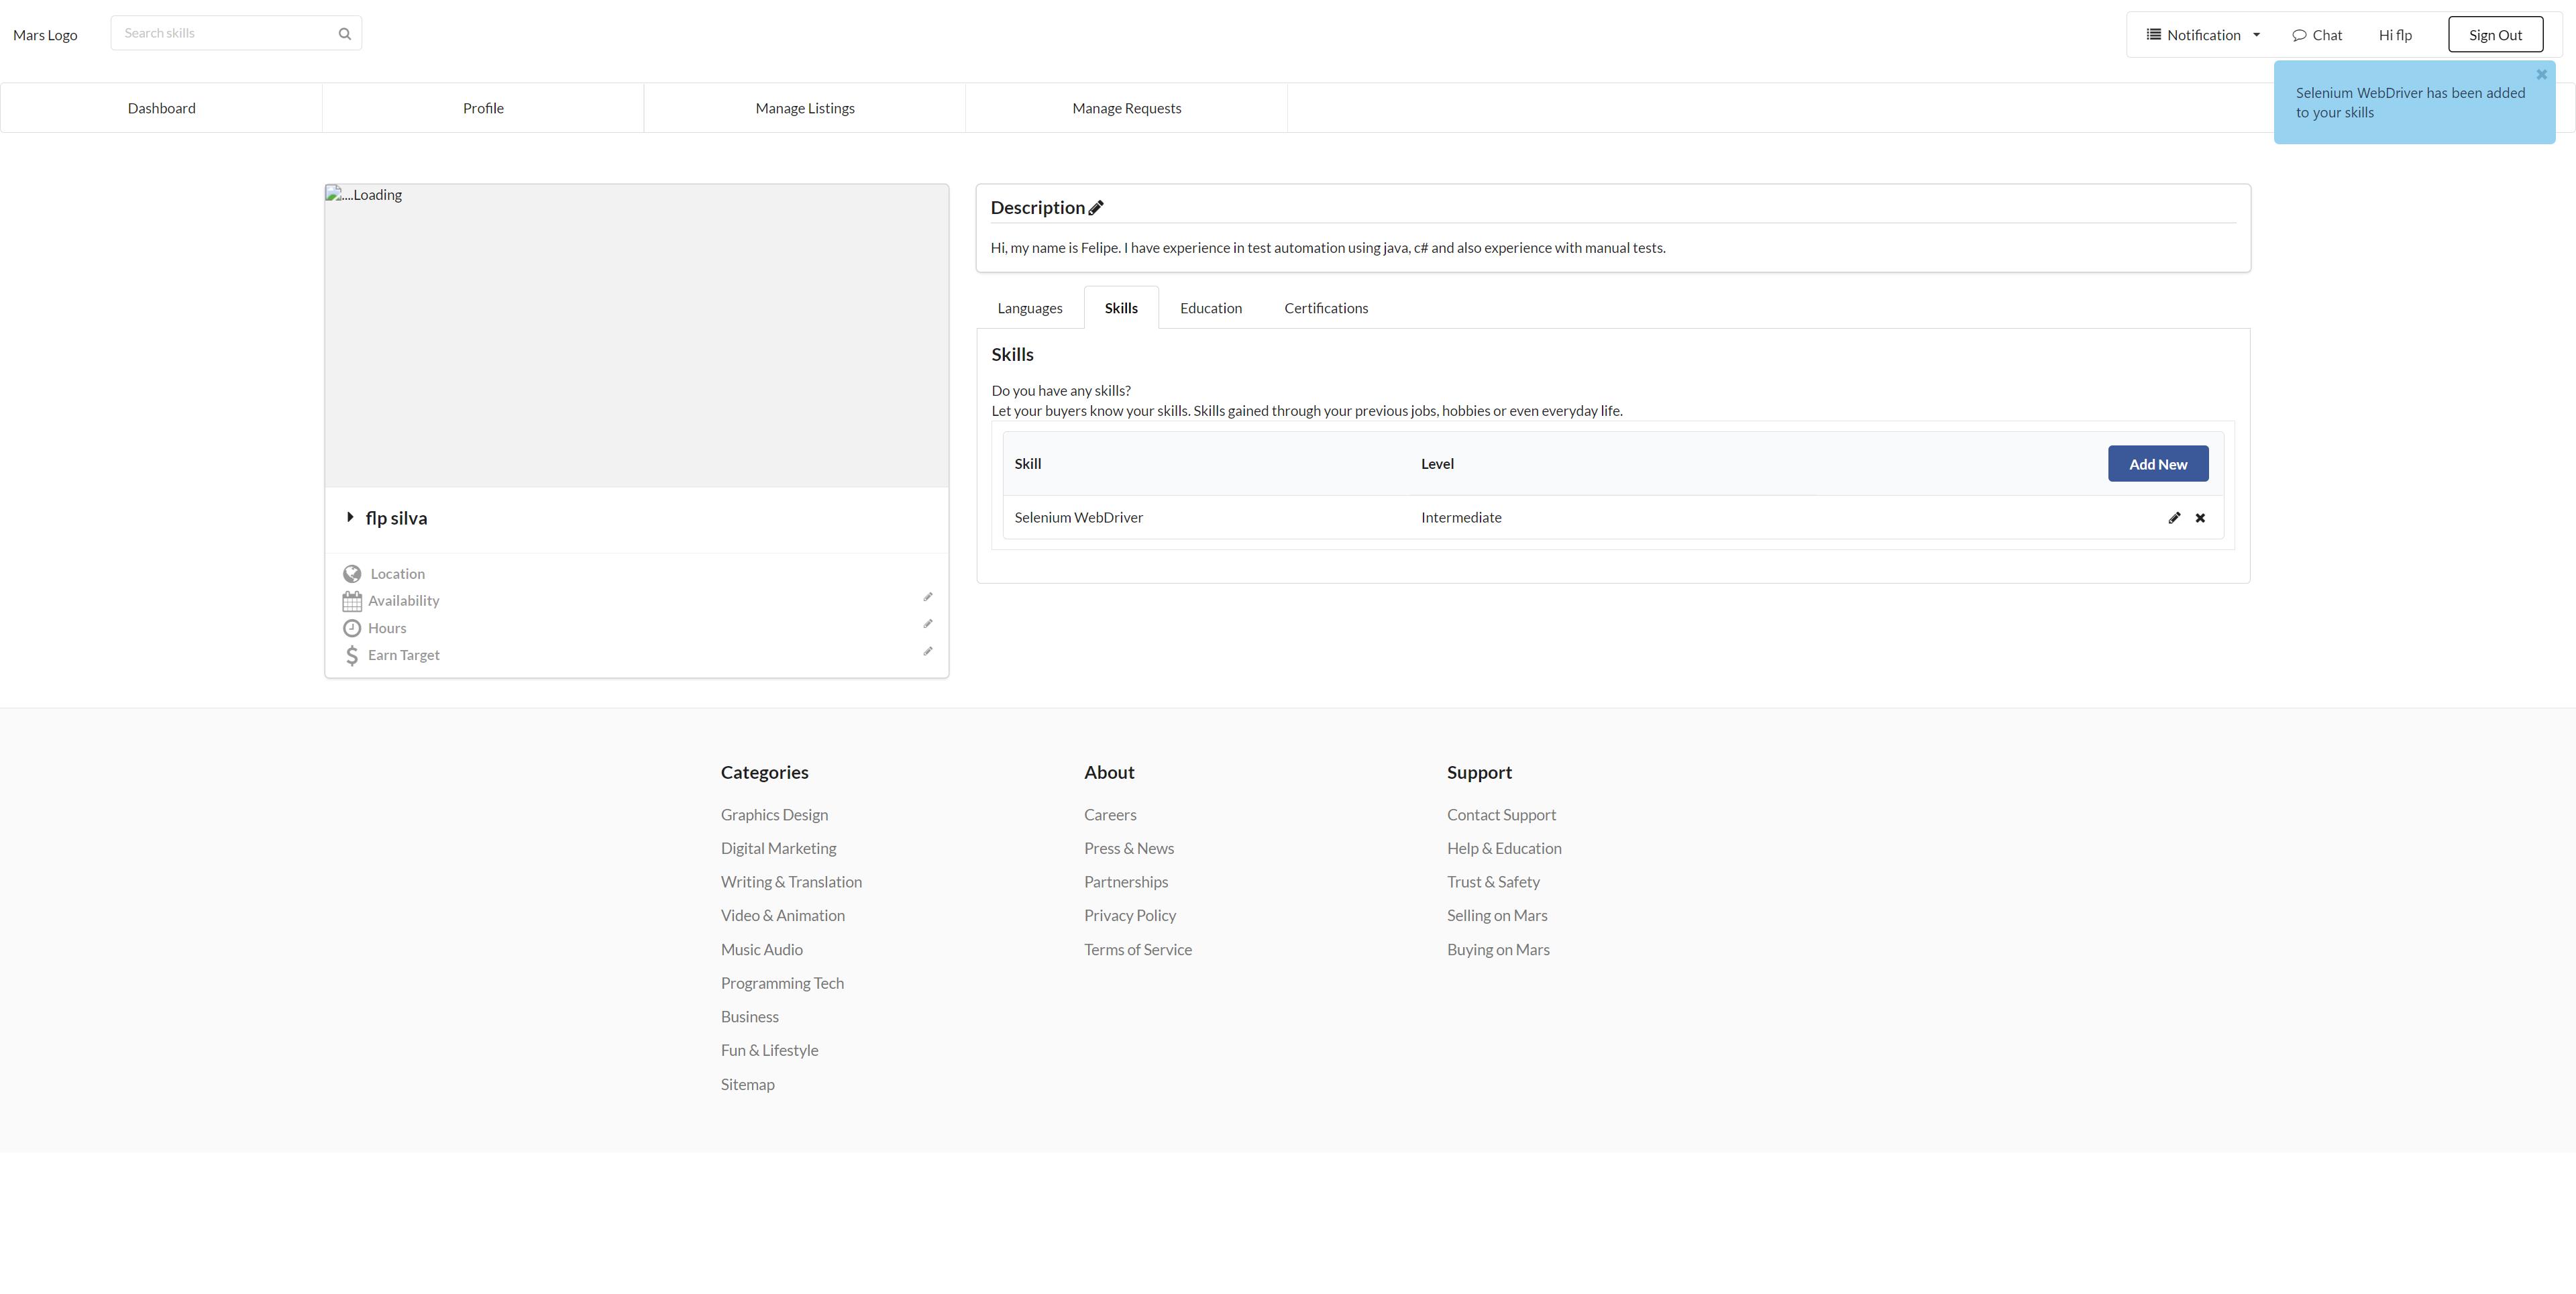 Mars Logo
Search skills
Notification
Chat
Hi flp
Sign Out
Selenium WebDriver has been added
to your skills
Dashboard
Profile
Manage Listings
Manage Requests
....Loading
flp silva
Location
Availability
Hours
Earn Target
Description
Hi, my name is Felipe. I have experience in test automation using java, c# and also experience with manual tests.
Languages
Skills
Education
Certifications
Skills
Do you have any skills?
Let your buyers know your skills. Skills gained through your previous jobs, hobbies or even everyday life.
Skill
Level
Add New
Selenium WebDriver
Intermediate
Categories
Graphics Design
Digital Marketing
Writing & Translation
Video & Animation
Music Audio
Programming Tech
Business
Fun & Lifestyle
Sitemap
About
Careers
Press & News
Partnerships
Privacy Policy
Terms of Service
Support
Contact Support
Help & Education
Trust & Safety
Selling on Mars
Buying on Mars